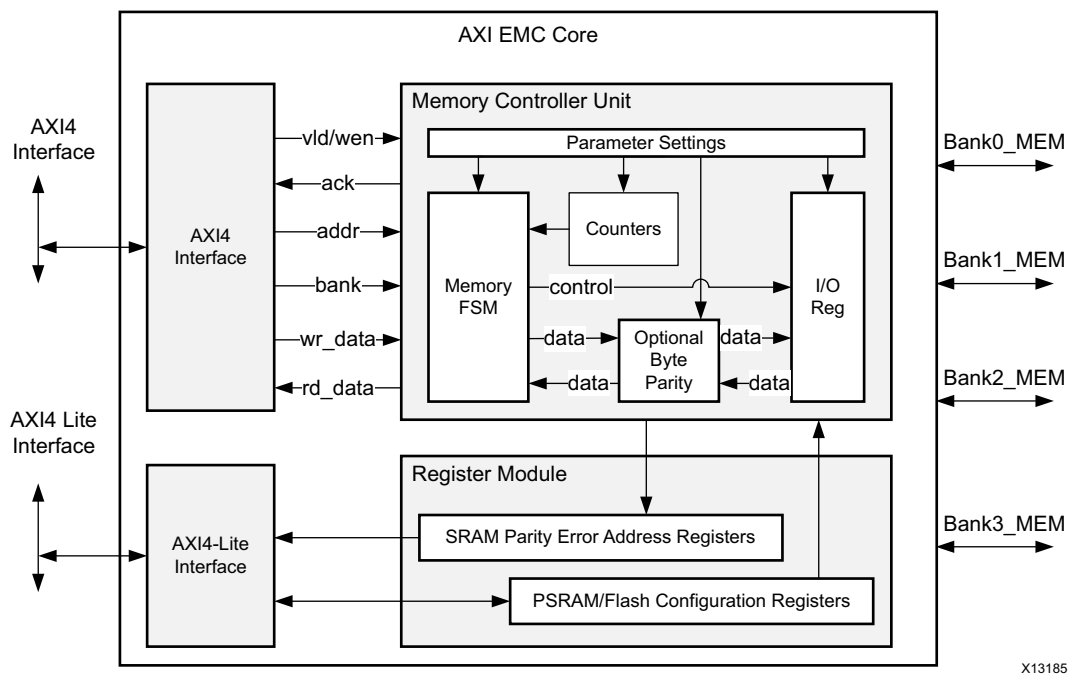 AXI EMC Core
AXI4
Interface
AXI4
Interface
vld/wen
ack
addr
bank
wr_data
rd_data
Memory Controller Unit
Parameter Settings
Memory
FSM
Counters
control
I/O
Reg
data
Optional
Byte
Parity
data
data
data
Bank0_MEM
Bank1_MEM
Bank2_MEM
Bank3_MEM
AXI4 Lite
Interface
AXI4-Lite
Interface
Register Module
SRAM Parity Error Address Registers
PSRAM/Flash Configuration Registers
X13185